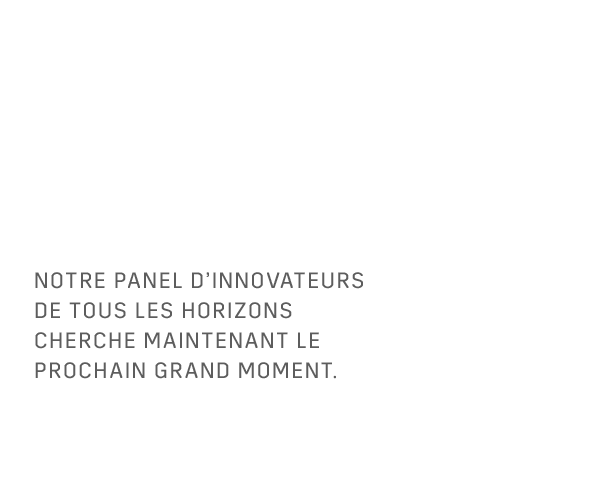 NOTRE PANEL D’INNOVATEURS
DE TOUS LES HORIZONS
CHERCHE MAINTENANT LE
PROCHAIN GRAND MOMENT.